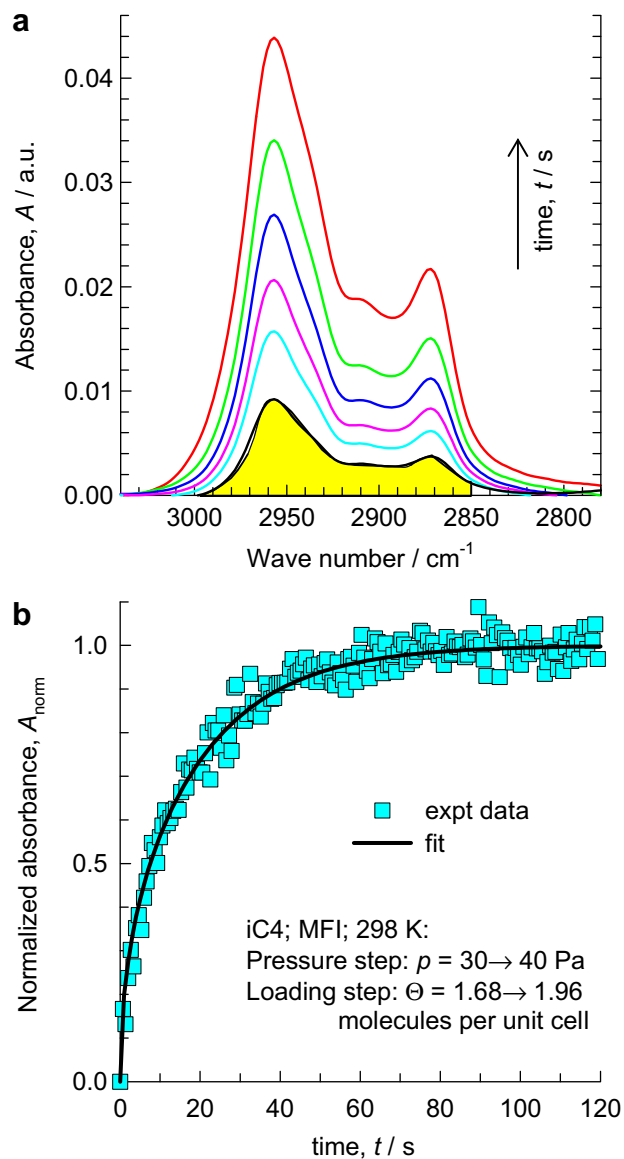 a
0.04
0.03
0.02
0.01
0.00
Absorbance, A / a.u.
time, t / s
3000
2950
2900
2850
2800
Wave number / cm⁻¹
b
1.0
0.5
0.0
Normalized absorbance, A_norm
expt data
fit
iC4; MFI; 298 K:
Pressure step: p = 30→ 40 Pa
Loading step: Θ = 1.68→ 1.96
molecules per unit cell
0
20
40
60
80
100
120
time, t / s